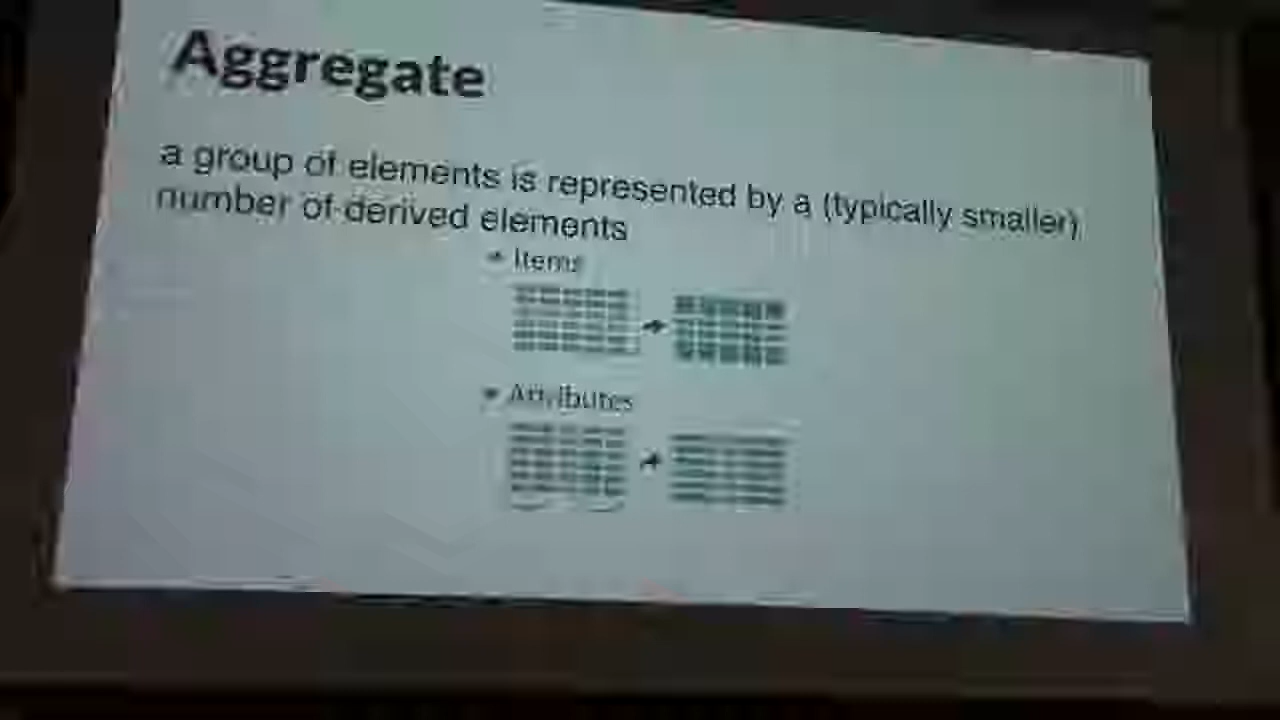 Aggregate
a group of elements is represented by a (typically smaller)
number of derived elements
Items
Attributes